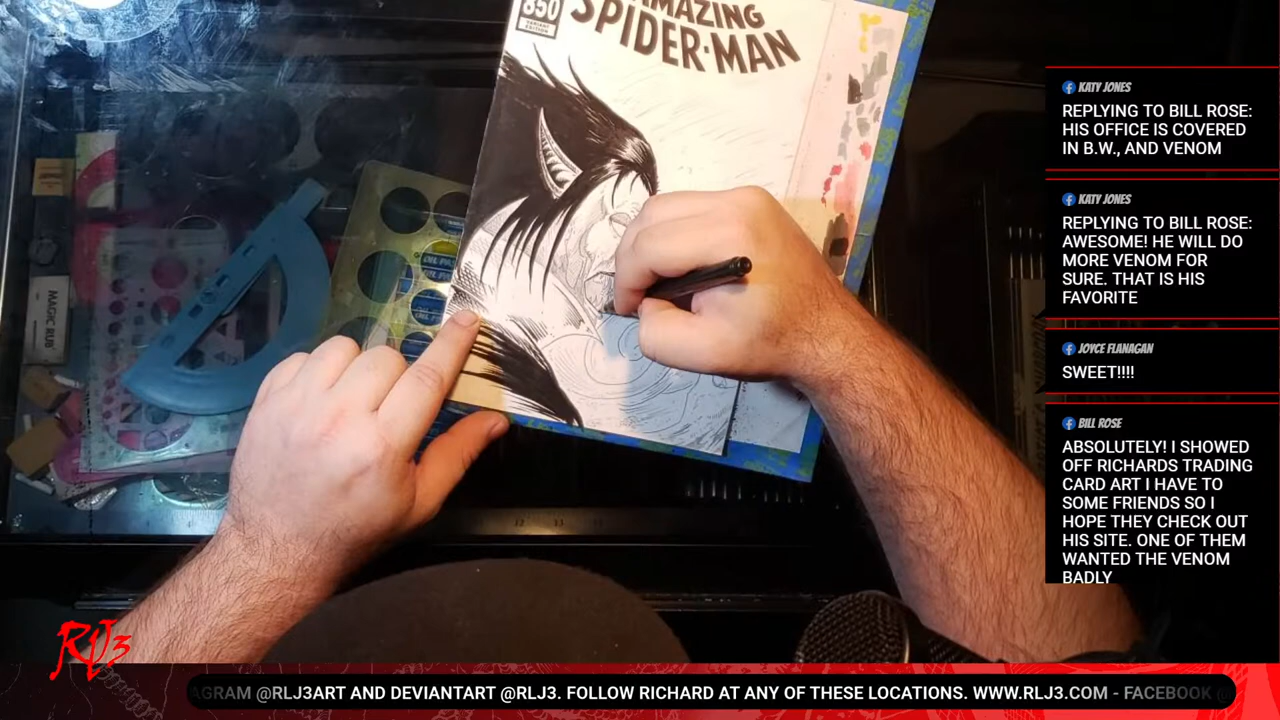 850
VARIANT
EDITION
AMAZING
SPIDER-MAN
OIL PAS
MAGIC RUB
KATY JONES
REPLYING TO BILL ROSE:
HIS OFFICE IS COVERED
IN B.W., AND VENOM
KATY JONES
REPLYING TO BILL ROSE:
AWESOME! HE WILL DO
MORE VENOM FOR
SURE. THAT IS HIS
FAVORITE
JOYCE FLANAGAN
SWEET!!!!
BILL ROSE
ABSOLUTELY! I SHOWED
OFF RICHARDS TRADING
CARD ART I HAVE TO
SOME FRIENDS SO I
HOPE THEY CHECK OUT
HIS SITE. ONE OF THEM
WANTED THE VENOM
BADLY
RLJ3
AGRAM @RLJ3ART AND DEVIANTART @RLJ3. FOLLOW RICHARD AT ANY OF THESE LOCATIONS. WWW.RLJ3.COM - FACEBOOK @